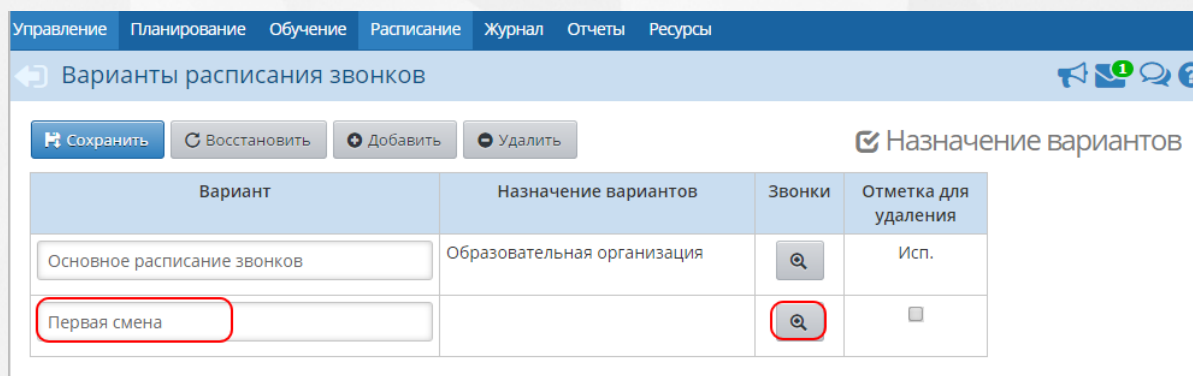 Управление Планирование Обучение Расписание Журнал Отчеты Ресурсы
Варианты расписания звонков
1
Сохранить Восстановить Добавить Удалить
Назначение вариантов
Вариант Назначение вариантов Звонки Отметка для
удаления
Основное расписание звонков Образовательная организация Исп.
Первая смена